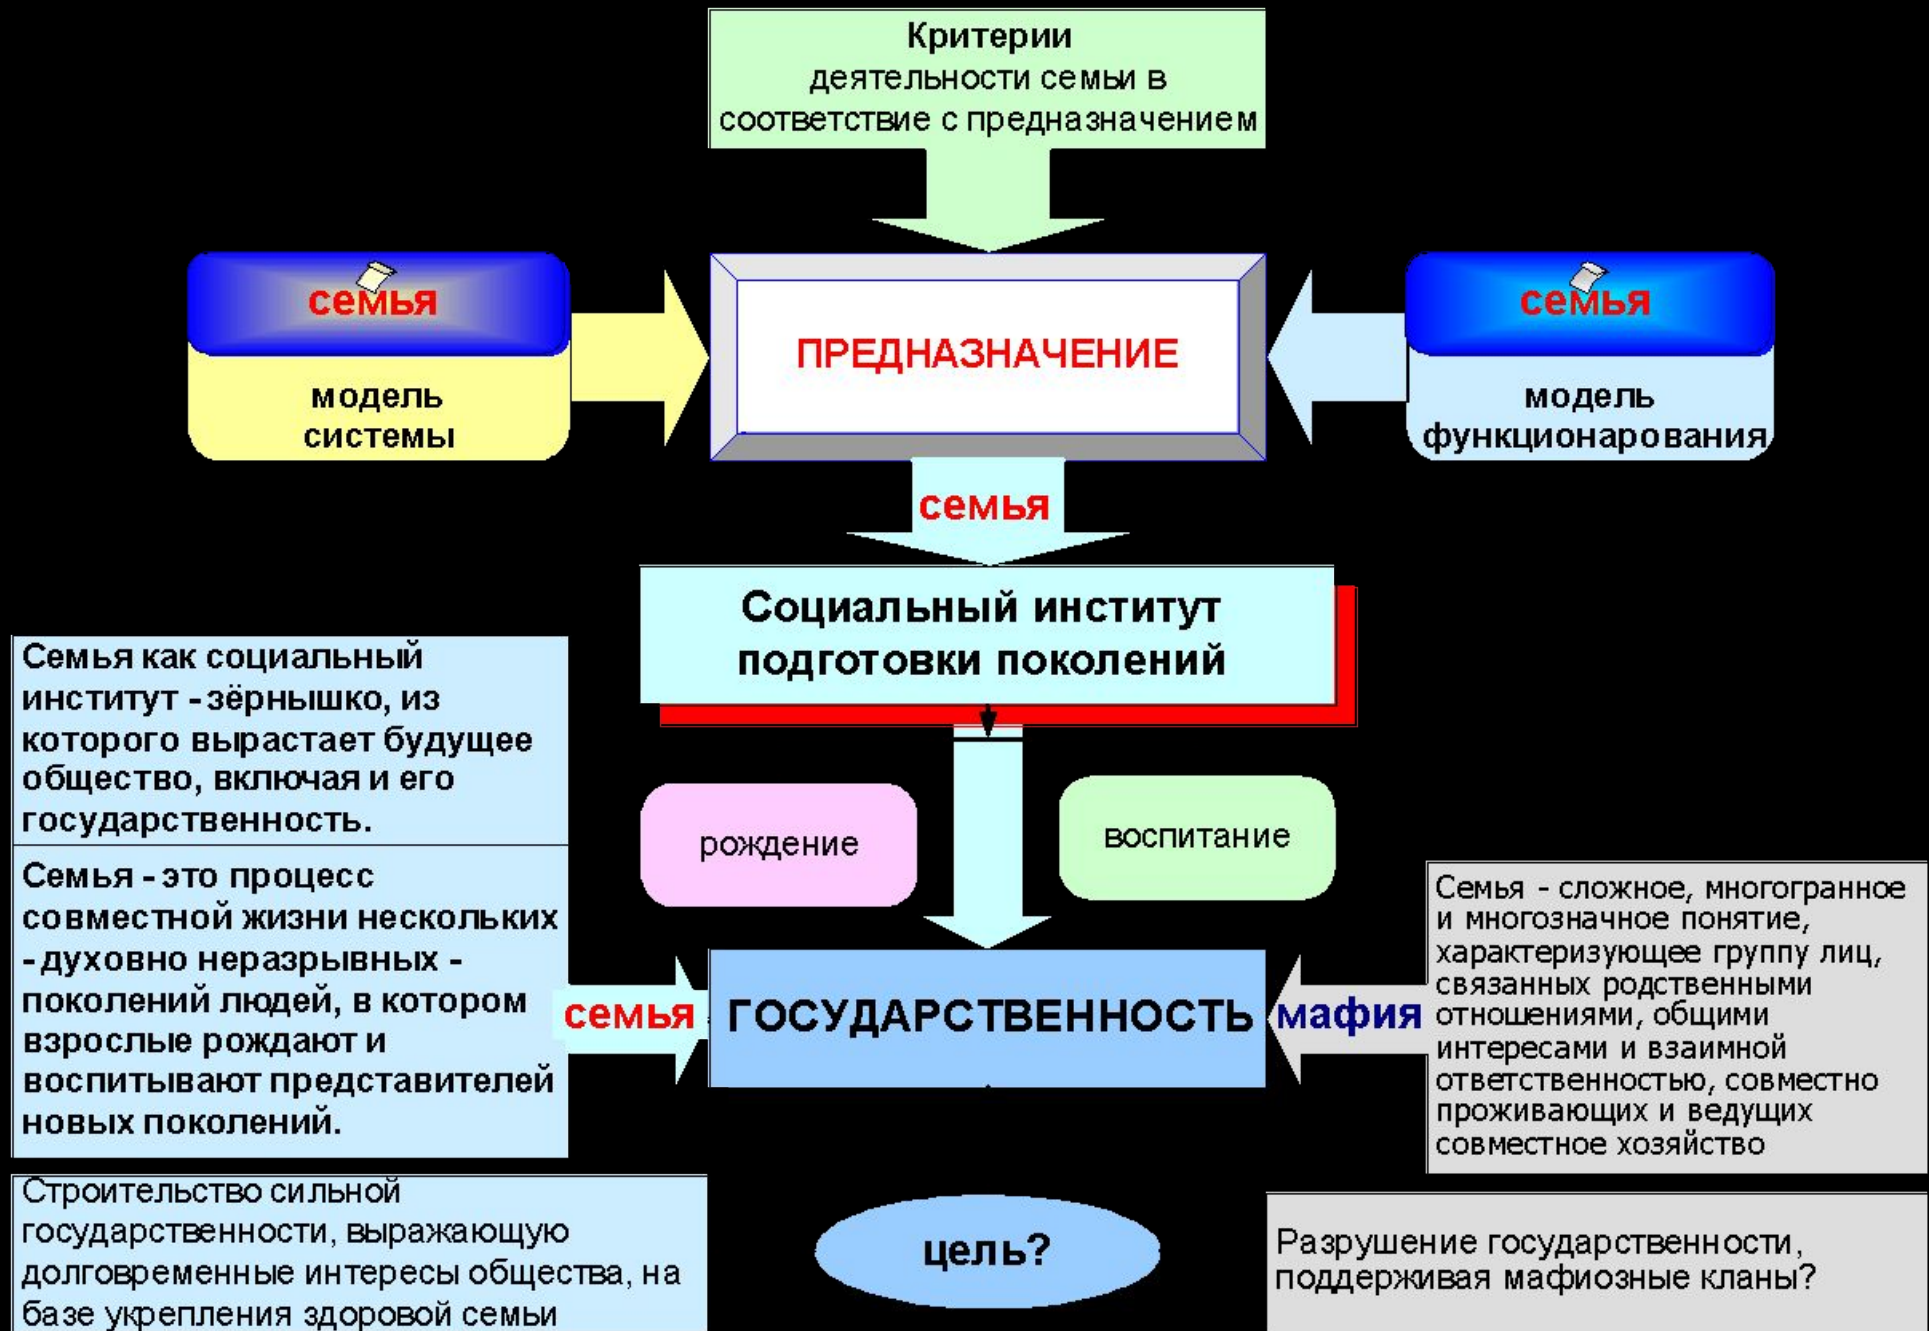 Критерии
деятельности семьи в
соответствие с предназначением
семья
модель
системы
ПРЕДНАЗНАЧЕНИЕ
семья
модель
функционарования
семья
Социальный институт
подготовки поколений
Семья как социальный
институт - зёрнышко, из
которого вырастает будущее
общество, включая и его
государственность.
Семья - это процесс
совместной жизни нескольких
- духовно неразрывных -
поколений людей, в котором
взрослые рождают и
воспитывают представителей
новых поколений.
рождение
воспитание
семья
ГОСУДАРСТВЕННОСТЬ
мафия
Семья - сложное, многогранное
и многозначное понятие,
характеризующее группу лиц,
связанных родственными
отношениями, общими
интересами и взаимной
ответственностью, совместно
проживающих и ведущих
совместное хозяйство
Строительство сильной
государственности, выражающую
долговременные интересы общества, на
базе укрепления здоровой семьи
цель?
Разрушение государственности,
поддерживая мафиозные кланы?